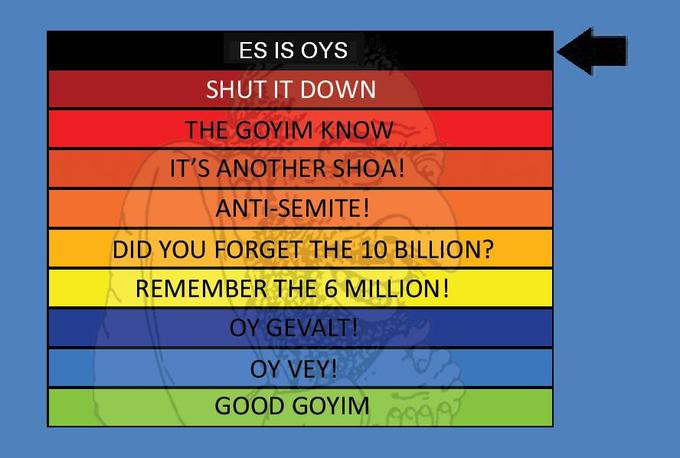 ES IS OYS
SHUT IT DOWN
THE GOYIM KNOW
IT'S ANOTHER SHOA!
ANTI-SEMITE!
DID YOU FORGET THE 10 BILLION?
REMEMBER THE 6 MILLION!
OY GEVALT!
OY VEY!
GOOD GOYIM